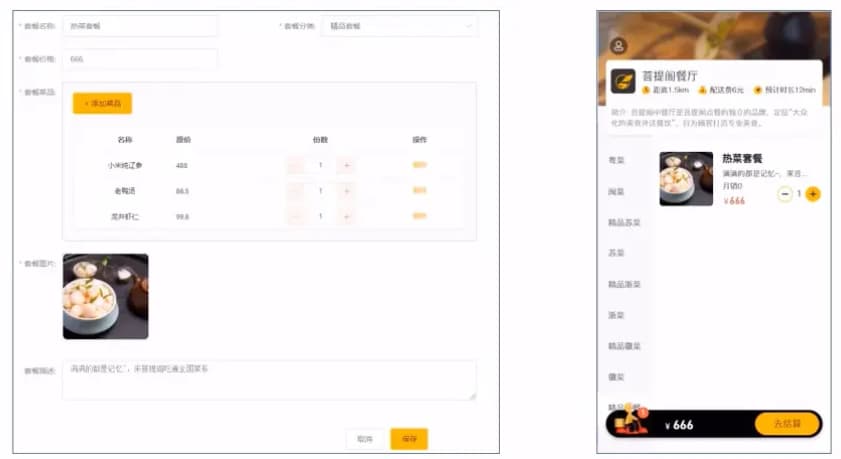 * 套餐名称: 热菜套餐 * 套餐分类: 精品套餐
* 套餐价格: 666
* 套餐菜品:
+ 添加菜品
名称 原价 份数 操作
小米炖辽参 488 - 1 + 删除
老鸭汤 86.5 - 1 + 删除
龙井虾仁 99.8 - 1 + 删除
* 套餐图片:
套餐描述: 满满的都是记忆~，来菩提阁吃遍全国菜系
取消 保存
菩提阁餐厅
距离1.5km 配送费6元 预计时长12min
简介: 菩提阁中餐厅是菩提阁点餐的独立的品牌，定位“大众
化的美食外送餐饮”，旨为顾客打造专业美食。
粤菜
闽菜
精品苏菜
苏菜
精品浙菜
浙菜
精品徽菜
徽菜
热菜套餐
满满的都是记忆~，来菩...
月销0
¥666 - 1 +
¥ 666 去结算